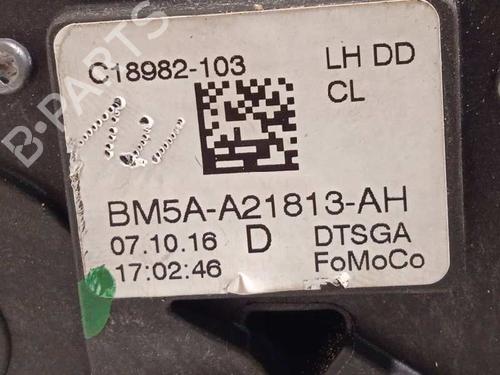 B-PARTS
C18982-103 LH DD
CL
BM5A-A21813-AH
07.10.16 D DTSGA
17:02:46 FoMoCo